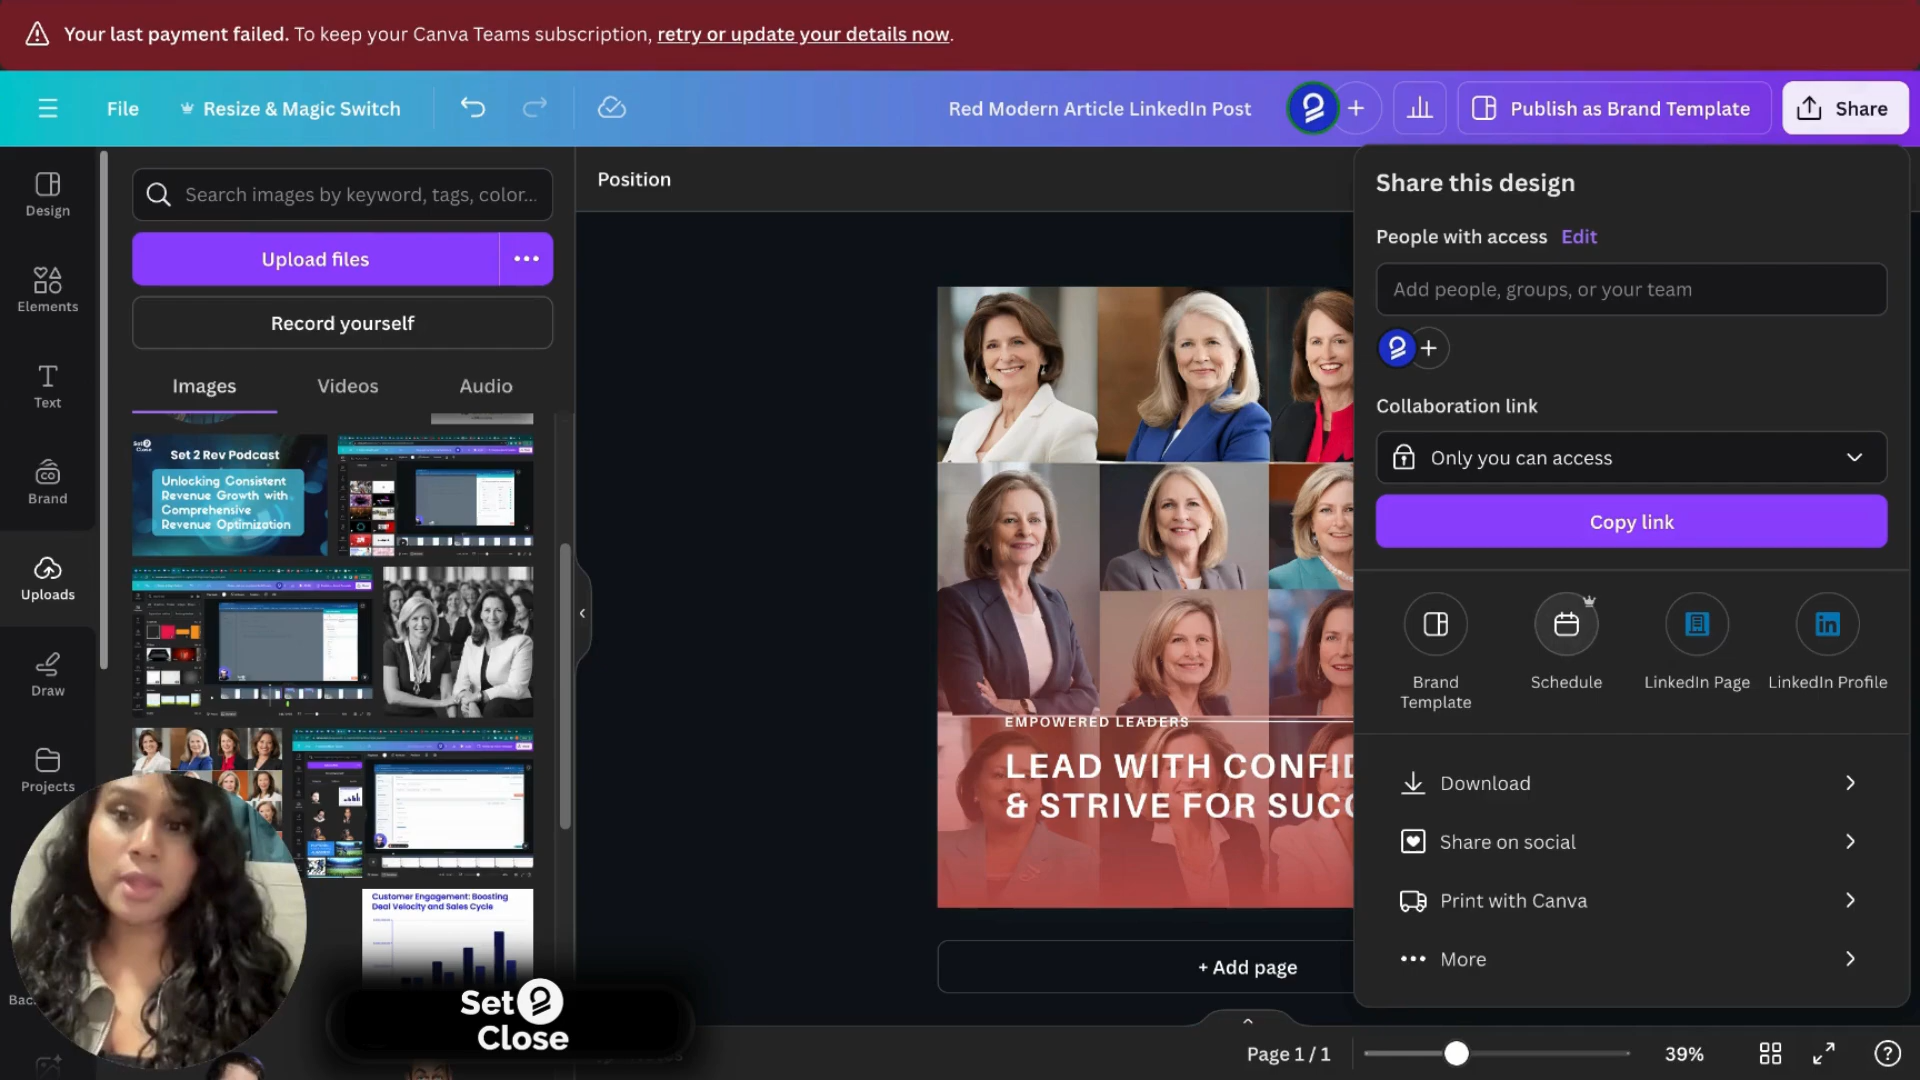 Your last payment failed. To keep your Canva Teams subscription, retry or update your details now.
File
Resize & Magic Switch
Red Modern Article LinkedIn Post
Publish as Brand Template
Share
Design
Elements
Text
Brand
Uploads
Draw
Projects
Search images by keyword, tags, color...
Upload files
Record yourself
Images
Videos
Audio
Set Close
Set 2 Rev Podcast
Unlocking Consistent
Revenue Growth with
Comprehensive
Revenue Optimization
Customer Engagement: Boosting
Deal Velocity and Sales Cycle
Set
Close
Position
EMPOWERED LEADERS
LEAD WITH CONFID
& STRIVE FOR SUCC
+ Add page
Share this design
People with access Edit
Add people, groups, or your team
Collaboration link
Only you can access
Copy link
Brand
Template
Schedule
LinkedIn Page
LinkedIn Profile
Download
Share on social
Print with Canva
More
Page 1 / 1
39%